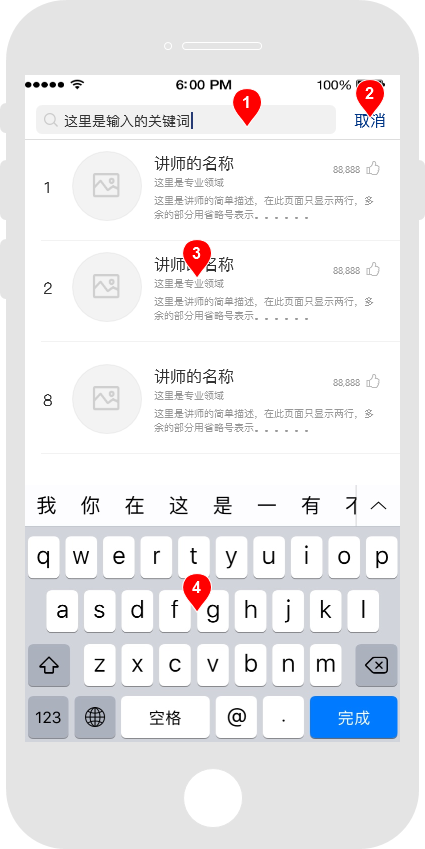 6:00 PM 100%
1
2
这里是输入的关键词
取消
1
讲师的名称
88,888
这里是专业领域
这里是讲师的简单描述，在此页面只显示两行，多
余的部分用省略号表示。。。。。。
3
2
讲师的名称
88,888
这里是专业领域
这里是讲师的简单描述，在此页面只显示两行，多
余的部分用省略号表示。。。。。。
8
讲师的名称
88,888
这里是专业领域
这里是讲师的简单描述，在此页面只显示两行，多
余的部分用省略号表示。。。。。。
我 你 在 这 是 一 有
q w e r t y u i o p
4
a s d f g h j k l
z x c v b n m
123 空格 @ . 完成